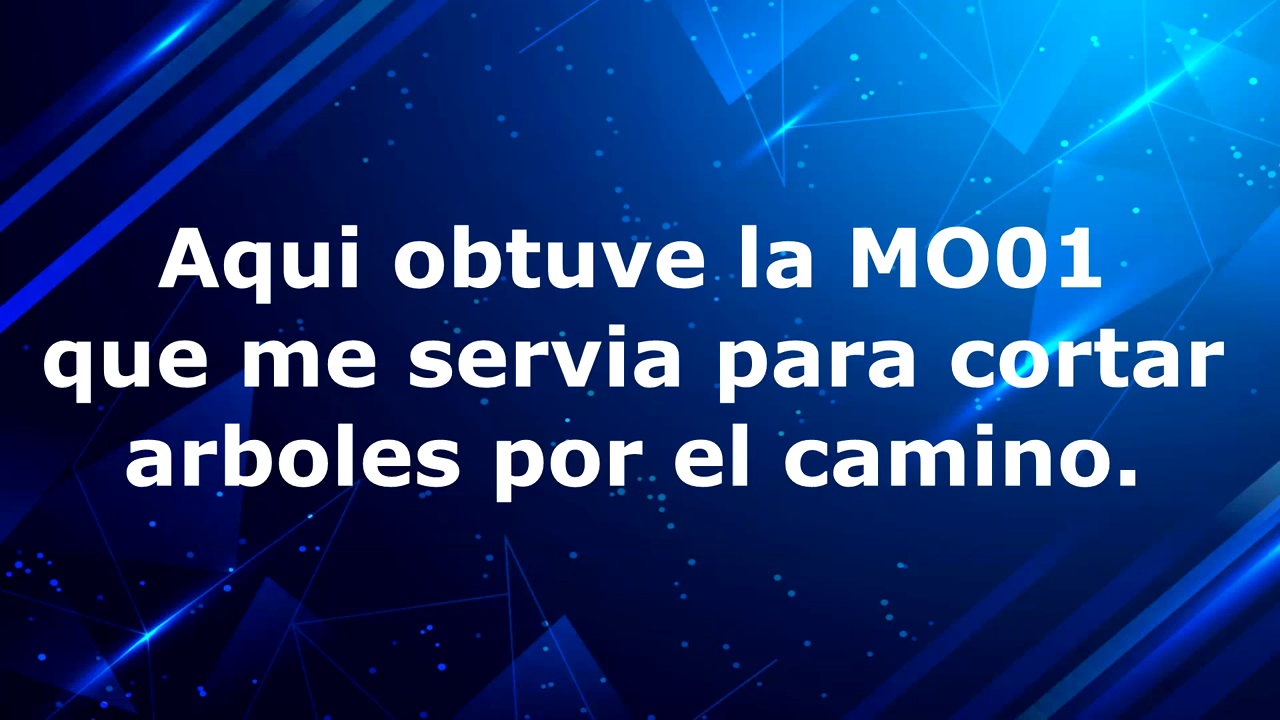 Aqui obtuve la MO01
que me servia para cortar
arboles por el camino.